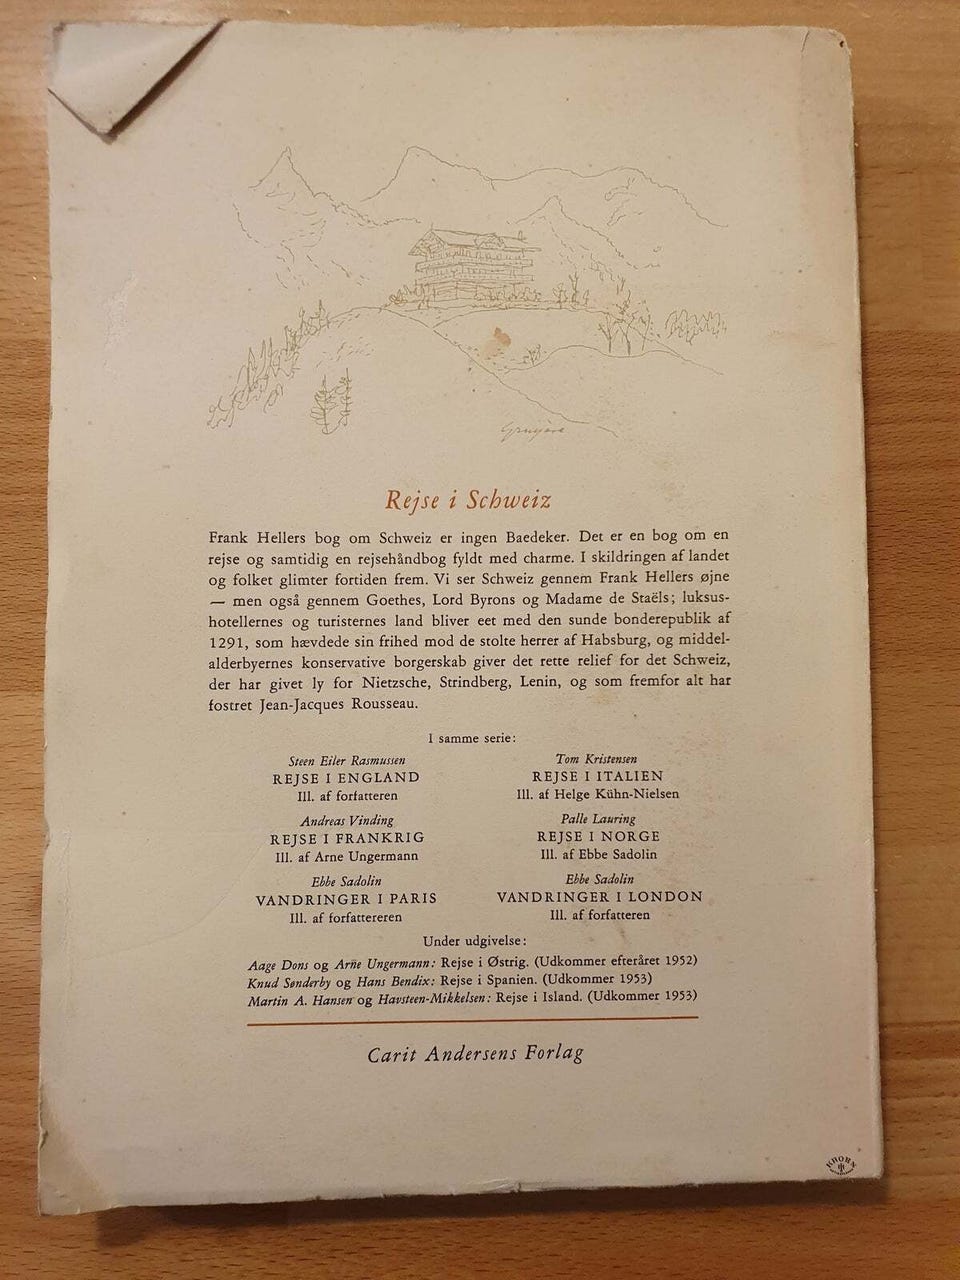 Gruyère
Rejse i Schweiz
Frank Hellers bog om Schweiz er ingen Baedeker. Det er en bog om en
rejse og samtidig en rejsehåndbog fyldt med charme. I skildringen af landet
og folket glimter fortiden frem. Vi ser Schweiz gennem Frank Hellers øjne
— men også gennem Goethes, Lord Byrons og Madame de Staëls; luksus-
hotellernes og turisternes land bliver eet med den sunde bonderepublik af
1291, som hævdede sin frihed mod de stolte herrer af Habsburg, og middel-
alderbyernes konservative borgerskab giver det rette relief for det Schweiz,
der har givet ly for Nietzsche, Strindberg, Lenin, og som fremfor alt har
fostret Jean-Jacques Rousseau.
I samme serie:
Steen Eiler Rasmussen
REJSE I ENGLAND
Ill. af forfatteren
Tom Kristensen
REJSE I ITALIEN
Ill. af Helge Kühn-Nielsen
Andreas Vinding
REJSE I FRANKRIG
Ill. af Arne Ungermann
Palle Lauring
REJSE I NORGE
Ill. af Ebbe Sadolin
Ebbe Sadolin
VANDRINGER I PARIS
Ill. af forfattereren
Ebbe Sadolin
VANDRINGER I LONDON
Ill. af forfatteren
Under udgivelse:
Aage Dons og Arne Ungermann: Rejse i Østrig. (Udkommer efteråret 1952)
Knud Sønderby og Hans Bendix: Rejse i Spanien. (Udkommer 1953)
Martin A. Hansen og Havsteen-Mikkelsen: Rejse i Island. (Udkommer 1953)
Carit Andersens Forlag
KROHN